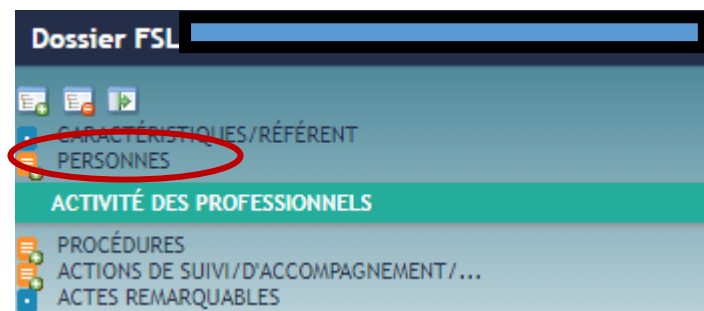 Dossier FSL
CARACTÉRISTIQUES/RÉFÉRENT
PERSONNES
ACTIVITÉ DES PROFESSIONNELS
PROCÉDURES
ACTIONS DE SUIVI/D'ACCOMPAGNEMENT/...
ACTES REMARQUABLES